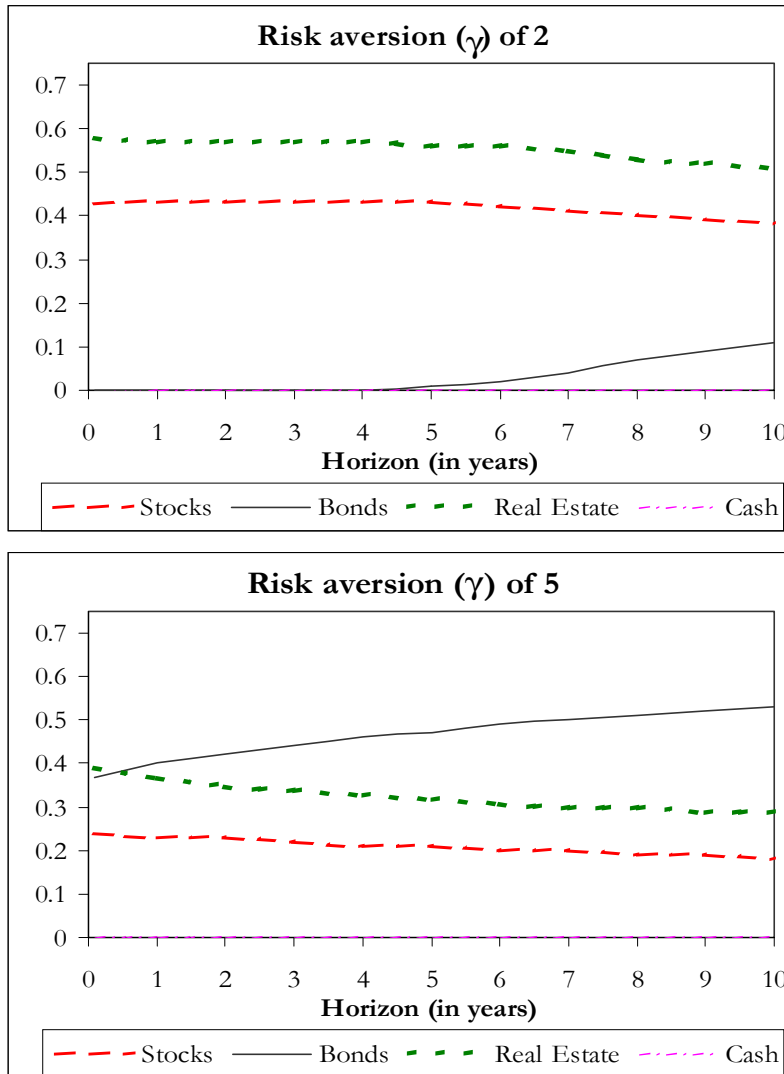 Risk aversion (γ) of 2
0.7
0.6
0.5
0.4
0.3
0.2
0.1
0
0 1 2 3 4 5 6 7 8 9 10
Horizon (in years)
Stocks Bonds Real Estate Cash
Risk aversion (γ) of 5
0.7
0.6
0.5
0.4
0.3
0.2
0.1
0
0 1 2 3 4 5 6 7 8 9 10
Horizon (in years)
Stocks Bonds Real Estate Cash